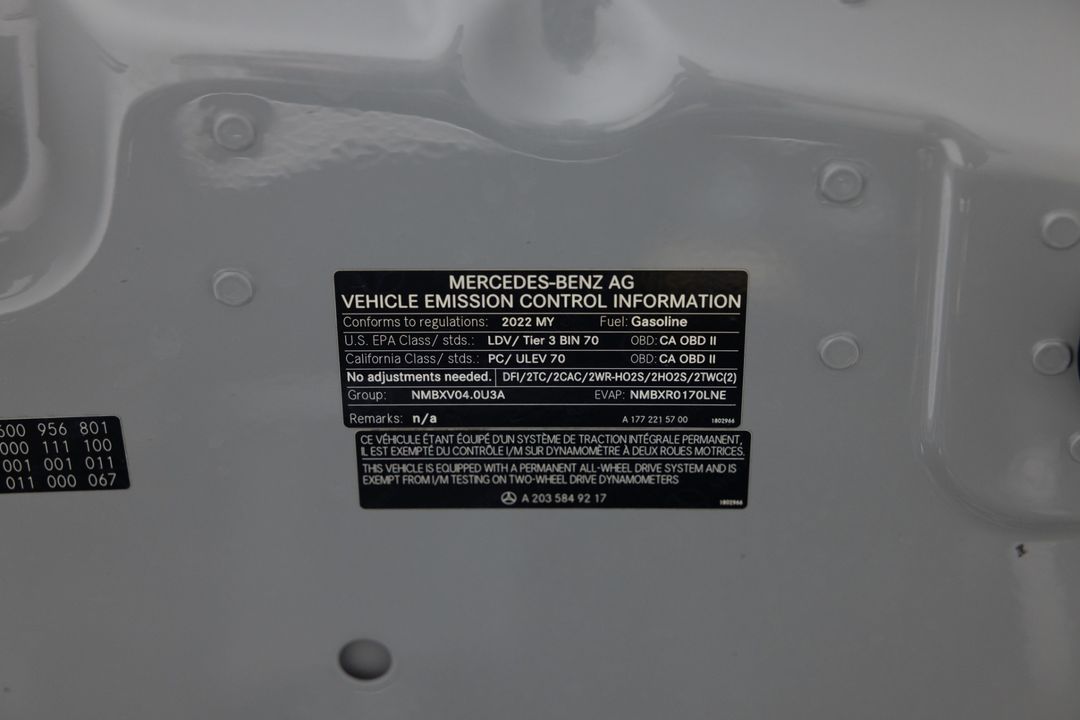 MERCEDES-BENZ AG
VEHICLE EMISSION CONTROL INFORMATION
Conforms to regulations: 2022 MY Fuel: Gasoline
U.S. EPA Class/ stds.: LDV/ Tier 3 BIN 70 OBD: CA OBD II
California Class/ stds.: PC/ ULEV 70 OBD: CA OBD II
No adjustments needed. DFI/2TC/2CAC/2WR-HO2S/2HO2S/2TWC(2)
Group: NMBXV04.0U3A EVAP: NMBXR0170LNE
Remarks: n/a A 177 221 57 00 1802966
CE VÉHICULE ÉTANT ÉQUIPÉ D'UN SYSTÈME DE TRACTION INTÉGRALE PERMANENT,
IL EST EXEMPTÉ DU CONTRÔLE I/M SUR DYNAMOMÈTRE À DEUX ROUES MOTRICES.
THIS VEHICLE IS EQUIPPED WITH A PERMANENT ALL-WHEEL DRIVE SYSTEM AND IS
EXEMPT FROM I/M TESTING ON TWO-WHEEL DRIVE DYNAMOMETERS
A 203 584 92 17 1802966
600 956 801
000 111 100
001 001 011
011 000 067